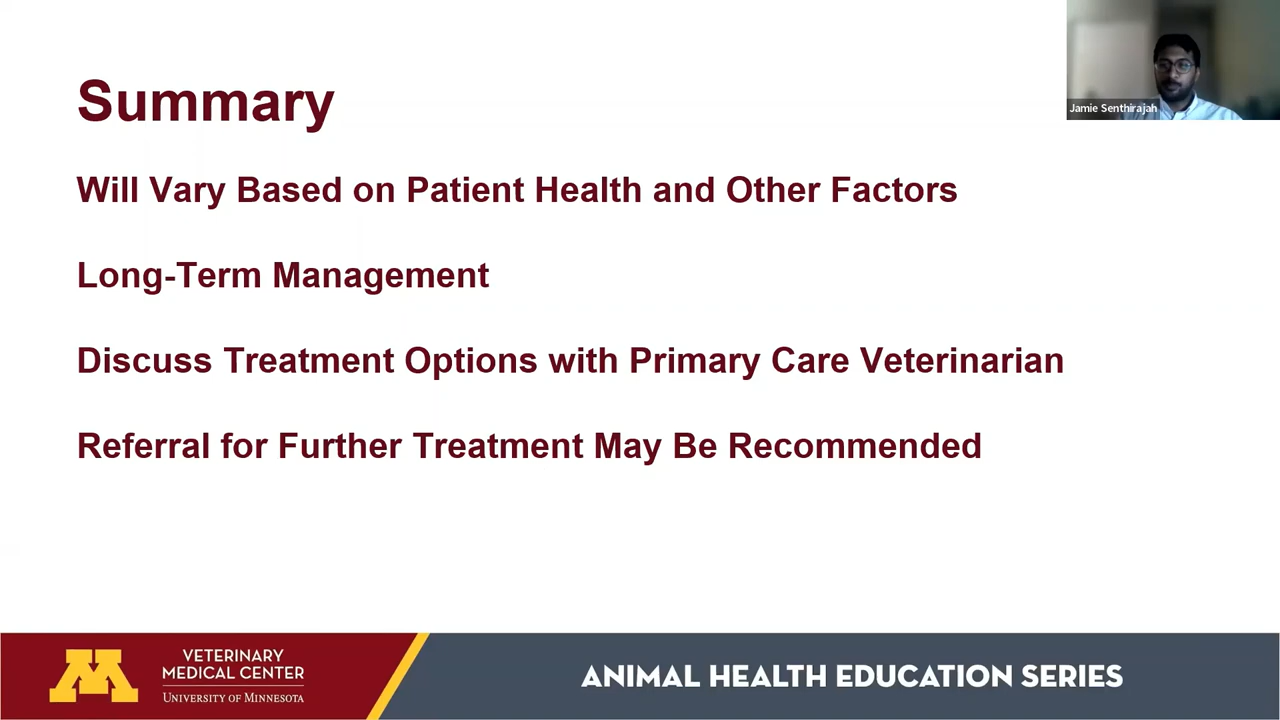 Summary
Jamie Senthirajah
Will Vary Based on Patient Health and Other Factors
Long-Term Management
Discuss Treatment Options with Primary Care Veterinarian
Referral for Further Treatment May Be Recommended
M
VETERINARY
MEDICAL CENTER
UNIVERSITY OF MINNESOTA
ANIMAL HEALTH EDUCATION SERIES